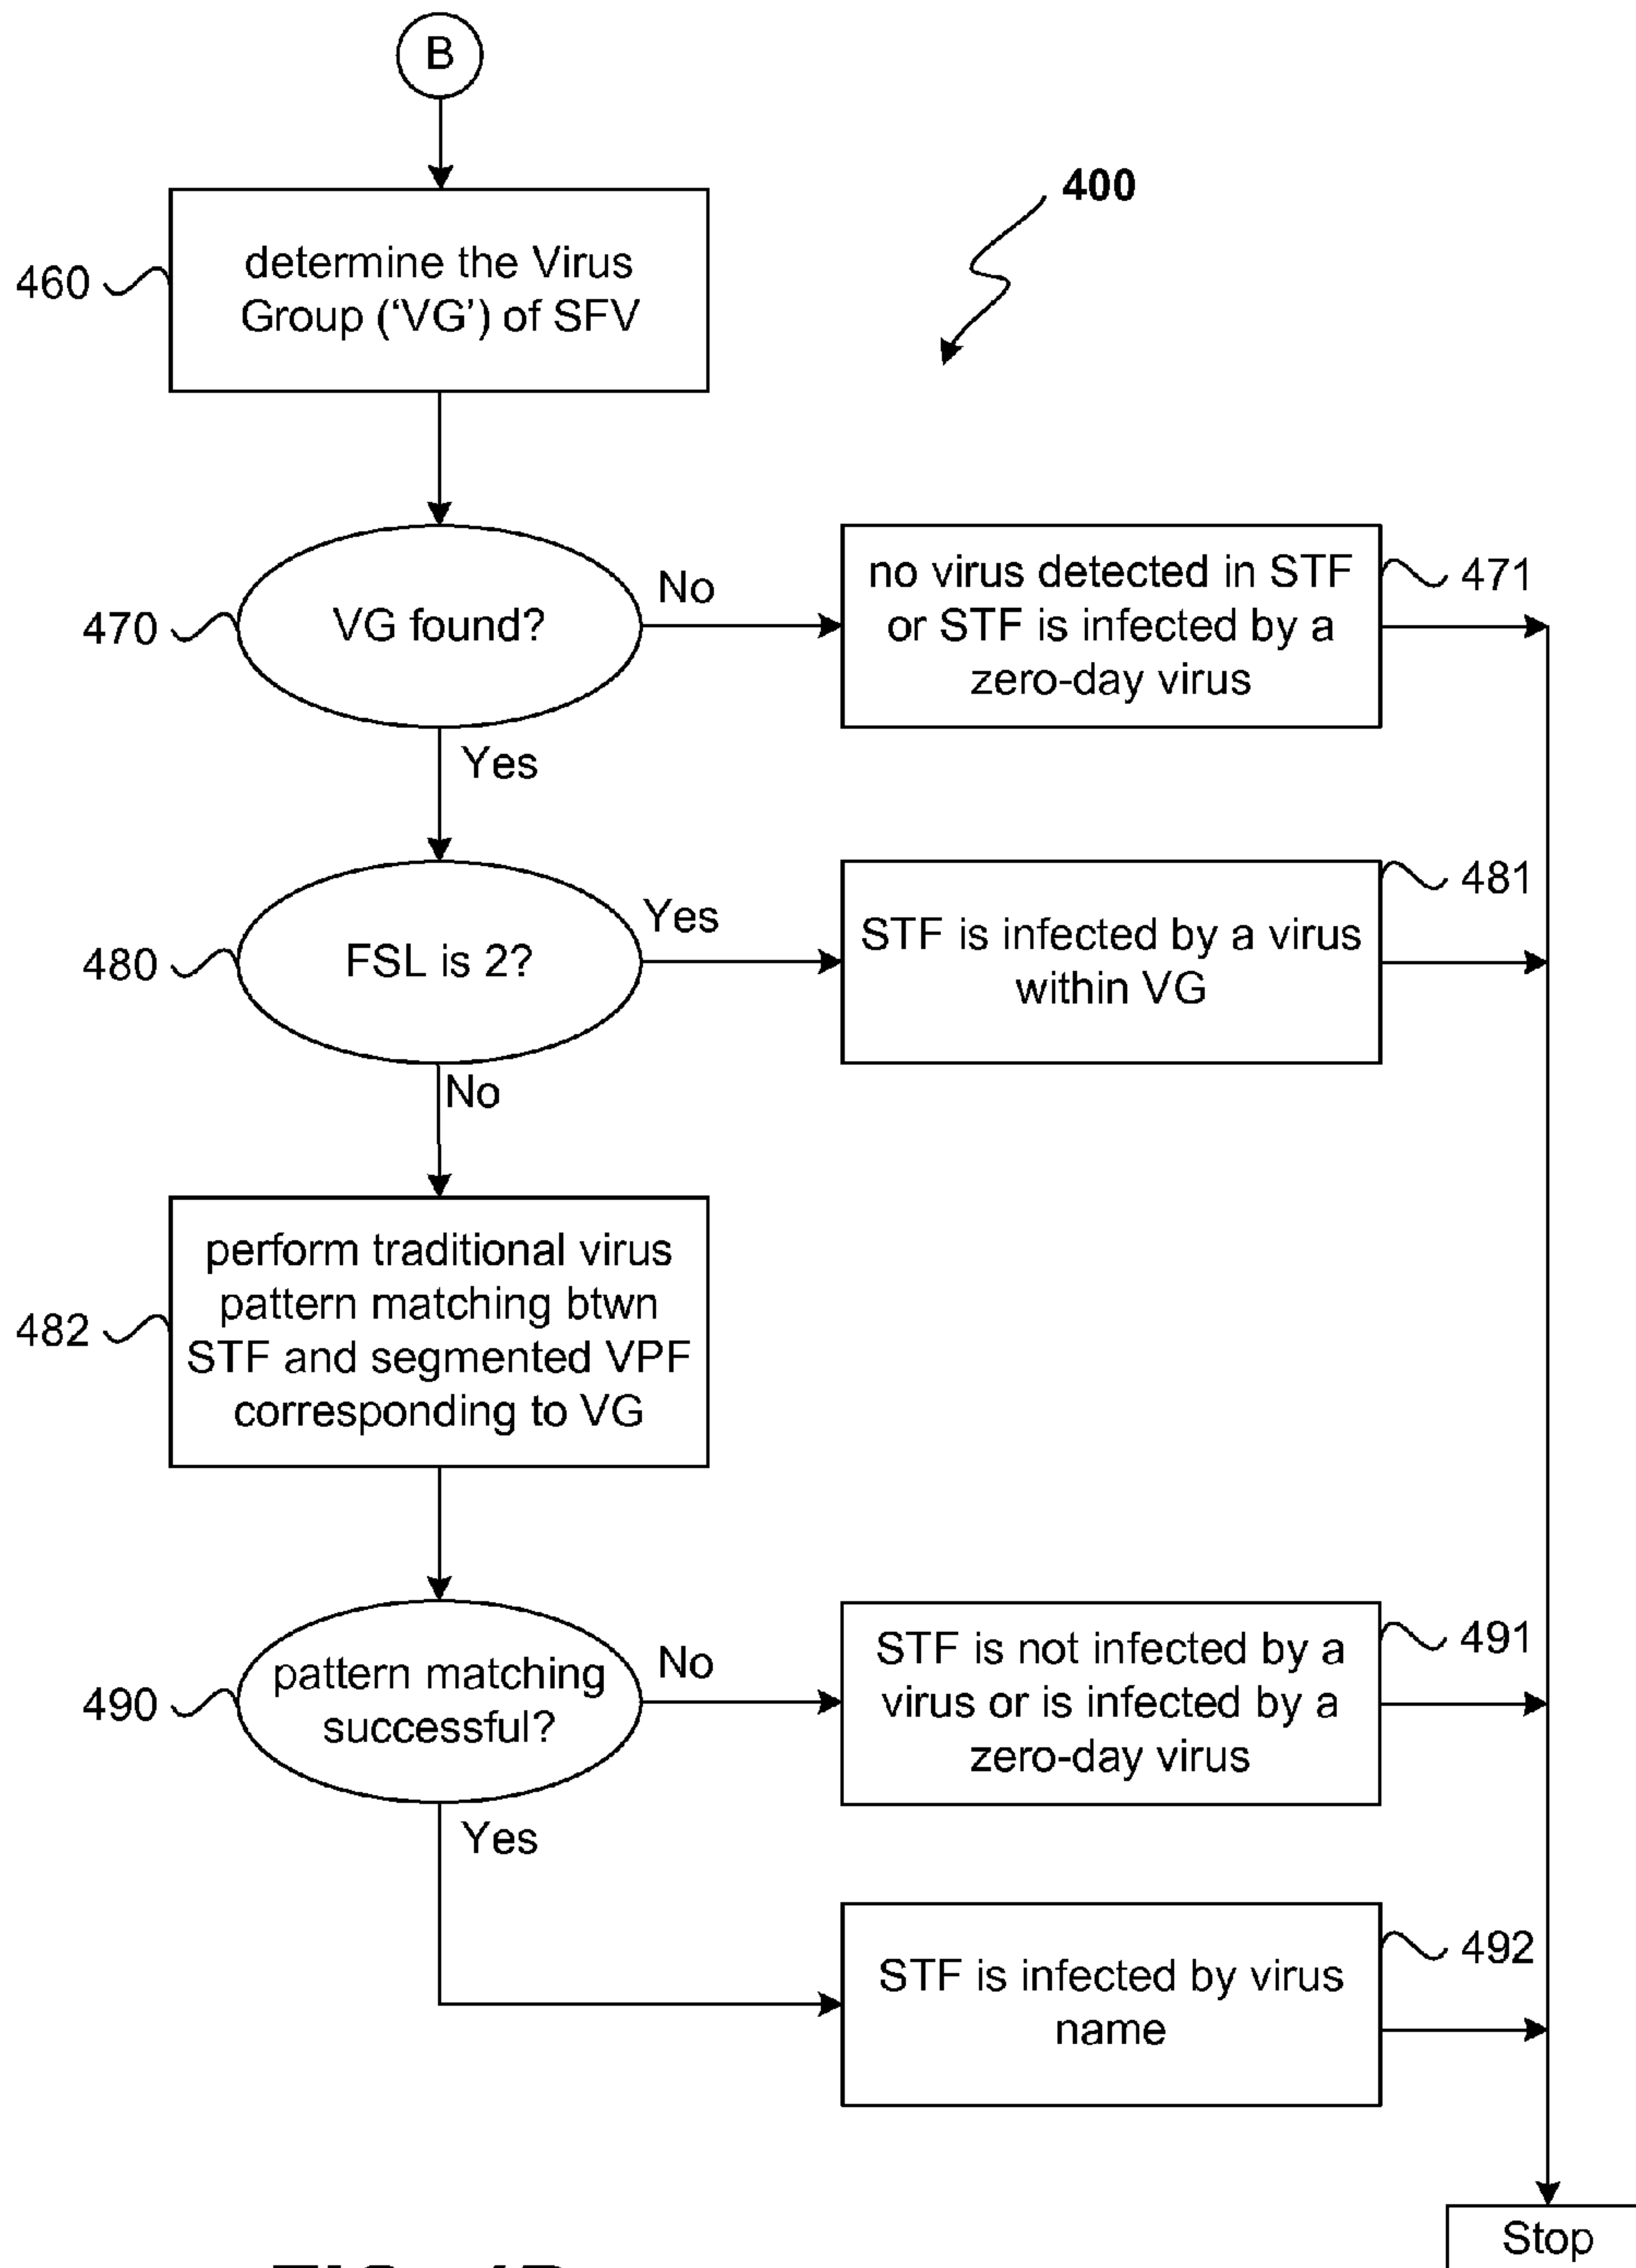 B
400
460
determine the Virus
Group (‘VG’) of SFV
470
VG found?
No
no virus detected in STF
or STF is infected by a
zero-day virus
471
Yes
480
FSL is 2?
Yes
STF is infected by a virus
within VG
481
No
482
perform traditional virus
pattern matching btwn
STF and segmented VPF
corresponding to VG
490
pattern matching
successful?
No
STF is not infected by a
virus or is infected by a
zero-day virus
491
Yes
STF is infected by virus
name
492
Stop